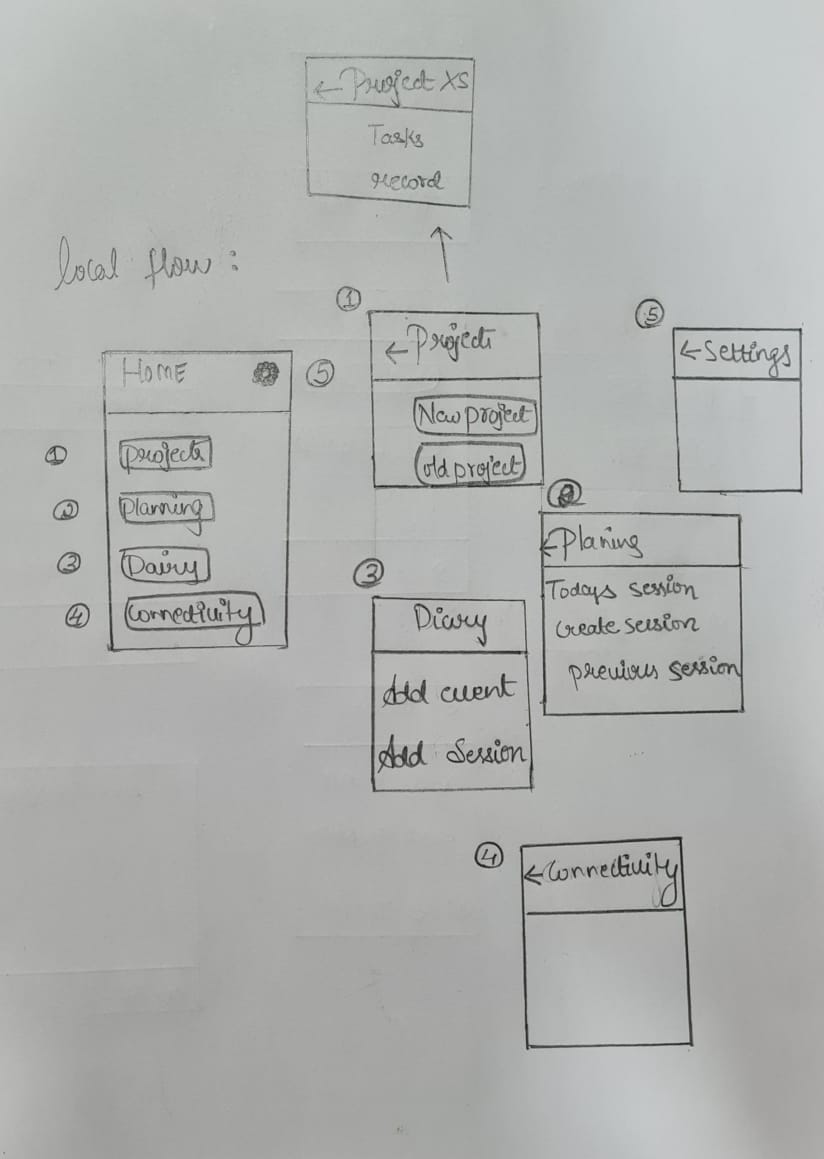 ← Project XS
Tasks
Record
local flow :
①
← Projects
New project
old project
⑤
← Settings
HOME
⑤
① projects
② planning
③ Dairy
④ connectivity
②
← Planing
Todays session
create session
previous session
③
Diary
Add event
Add Session
④
← connectivity